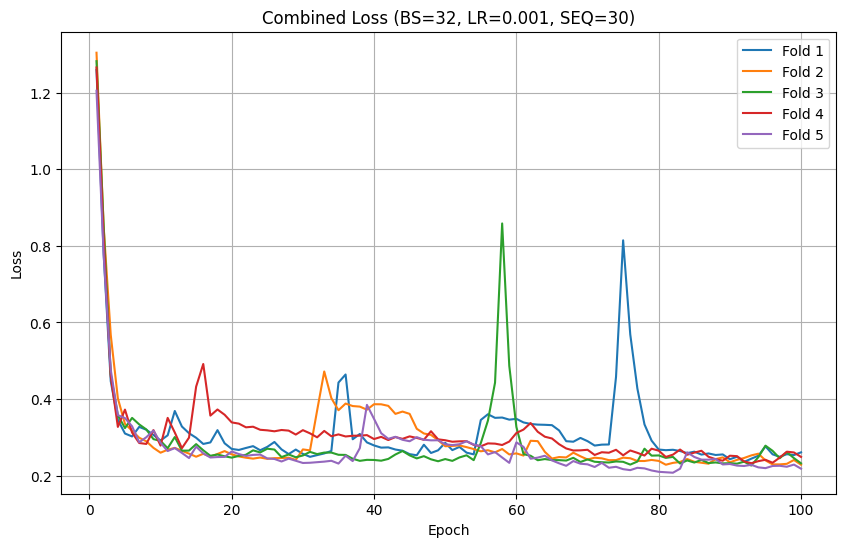 Combined Loss (BS=32, LR=0.001, SEQ=30)
Fold 1
Fold 2
Fold 3
Fold 4
Fold 5
Loss
1.2
1.0
0.8
0.6
0.4
0.2
0
20
40
60
80
100
Epoch